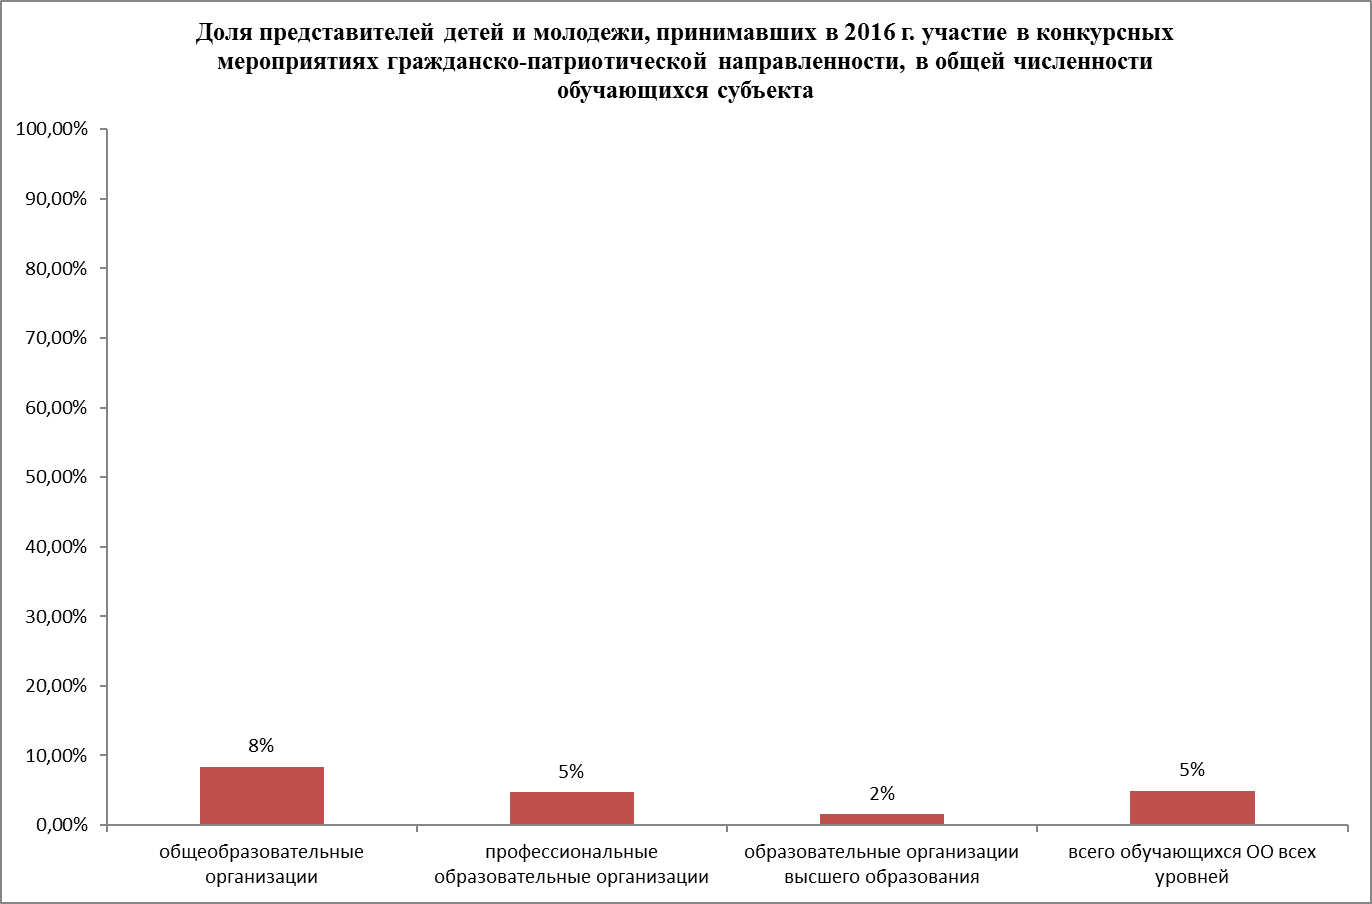 Доля представителей детей и молодежи, принимавших в 2016 г. участие в конкурсных
мероприятиях гражданско-патриотической направленности, в общей численности
обучающихся субъекта
100,00%
90,00%
80,00%
70,00%
60,00%
50,00%
40,00%
30,00%
20,00%
10,00%
0,00%
8%
5%
2%
5%
общеобразовательные
организации
профессиональные
образовательные организации
образовательные организации
высшего образования
всего обучающихся ОО всех
уровней